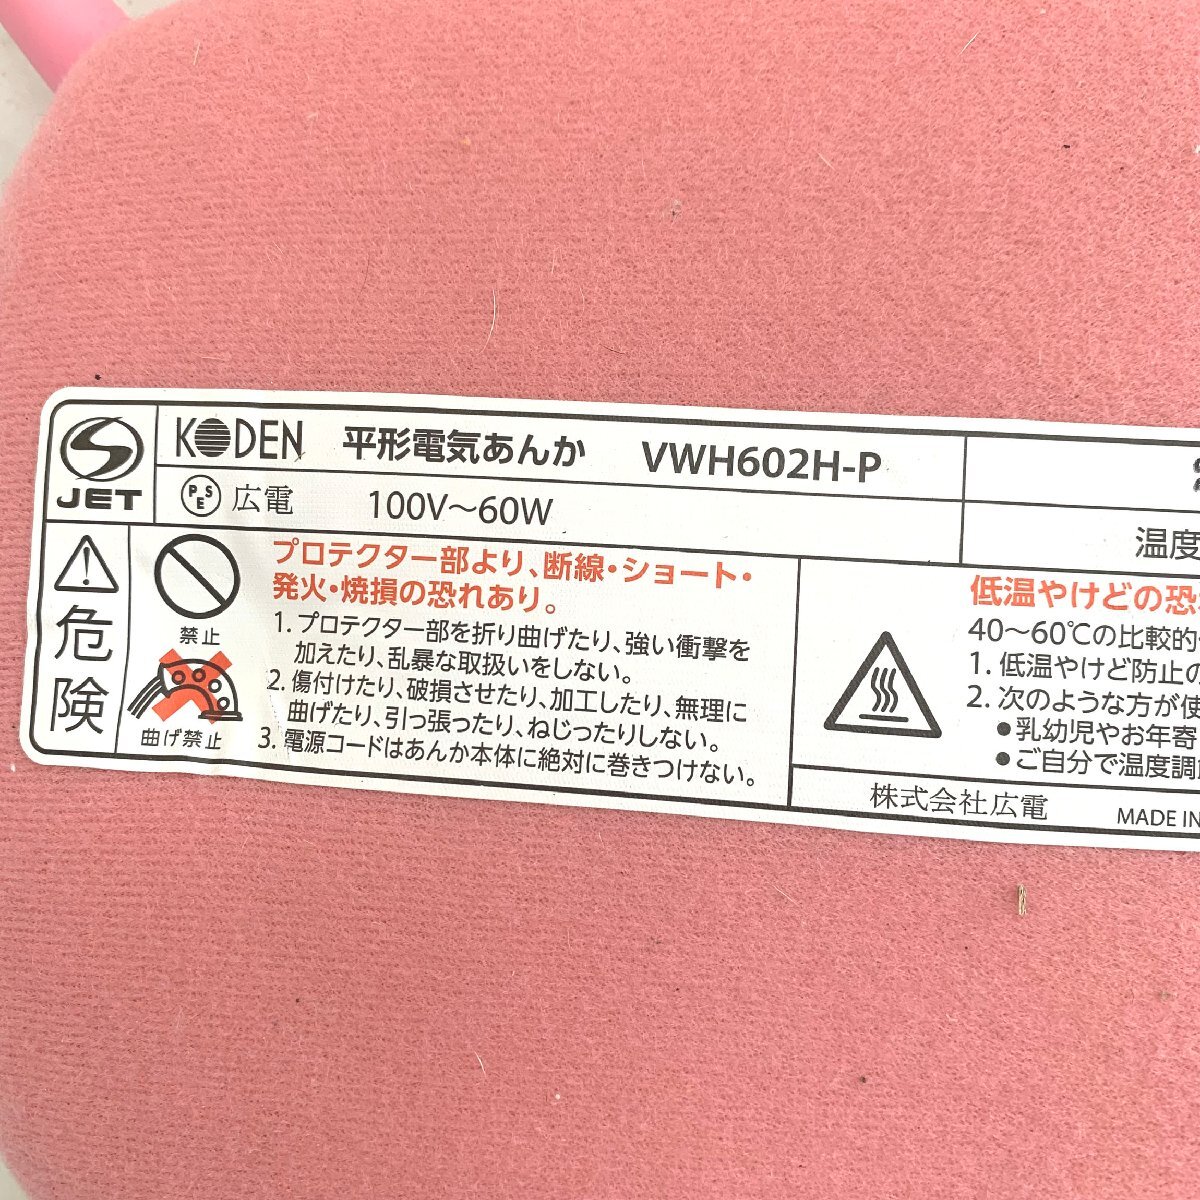 JET
KODEN 平形電気あんか VWH602H-P
PSE 広電 100V～60W
温度
危険
禁止
曲げ禁止
プロテクター部より、断線・ショート・
発火・焼損の恐れあり。
1. プロテクター部を折り曲げたり、強い衝撃を
加えたり、乱暴な取扱いをしない。
2. 傷付けたり、破損させたり、加工したり、無理に
曲げたり、引っ張ったり、ねじったりしない。
3. 電源コードはあんか本体に絶対に巻きつけない。
低温やけどの恐
40～60℃の比較的
1. 低温やけど防止の
2. 次のような方が使
●乳幼児やお年寄
●ご自分で温度調
株式会社広電 MADE IN